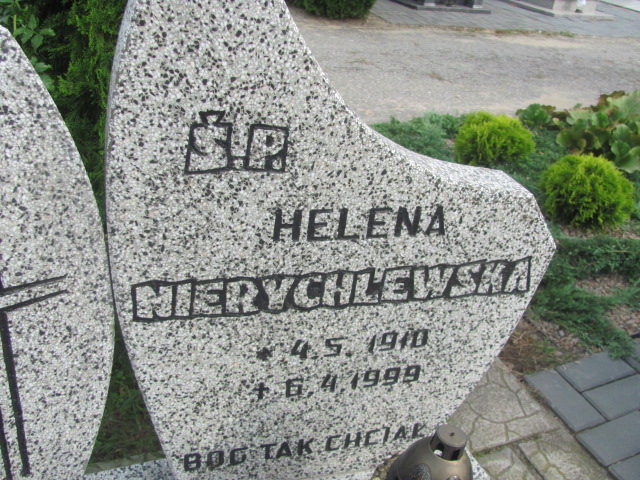 Ś.P.
HELENA
NIERYCHLEWSKA
* 4.5.1910
+ 6.4.1999
BÓG TAK CHCIAŁ